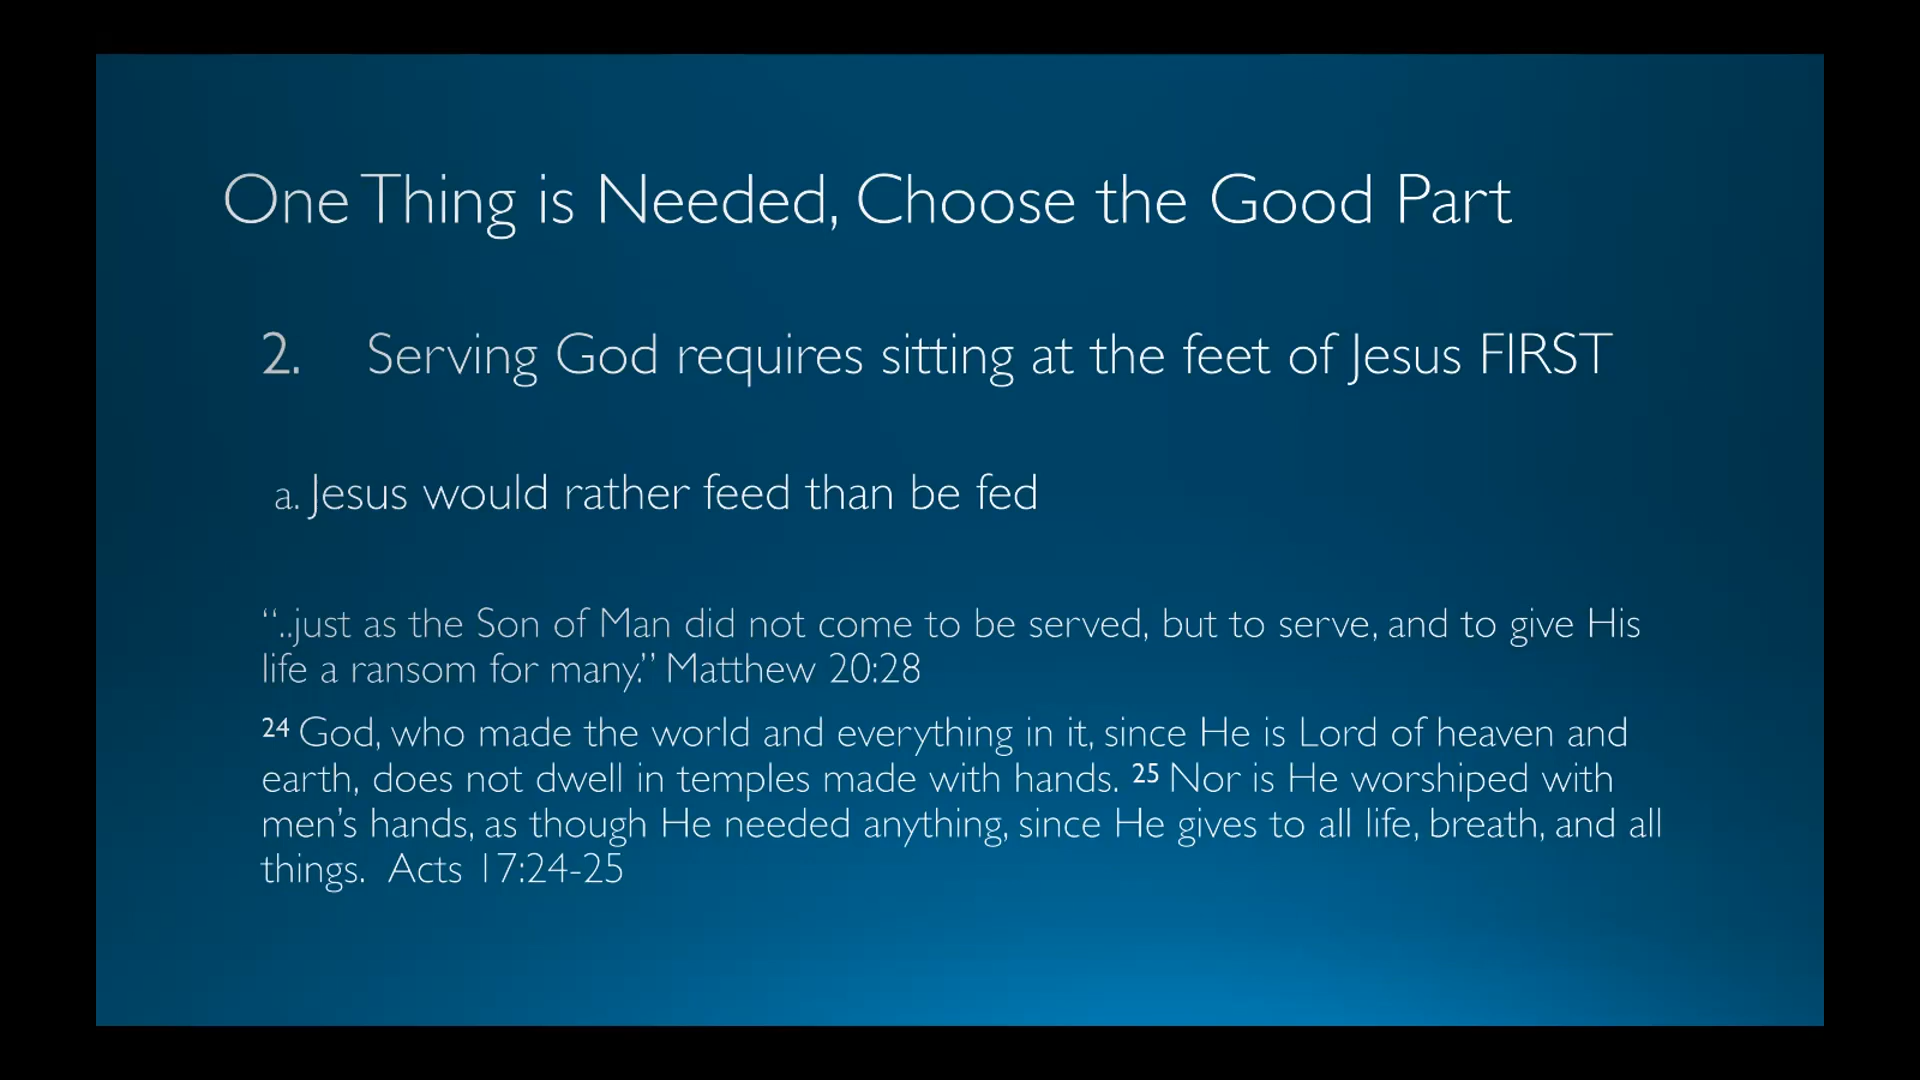 One Thing is Needed, Choose the Good Part
2. Serving God requires sitting at the feet of Jesus FIRST
a. Jesus would rather feed than be fed
“..just as the Son of Man did not come to be served, but to serve, and to give His
life a ransom for many.” Matthew 20:28
24 God, who made the world and everything in it, since He is Lord of heaven and
earth, does not dwell in temples made with hands. 25 Nor is He worshiped with
men’s hands, as though He needed anything, since He gives to all life, breath, and all
things. Acts 17:24-25